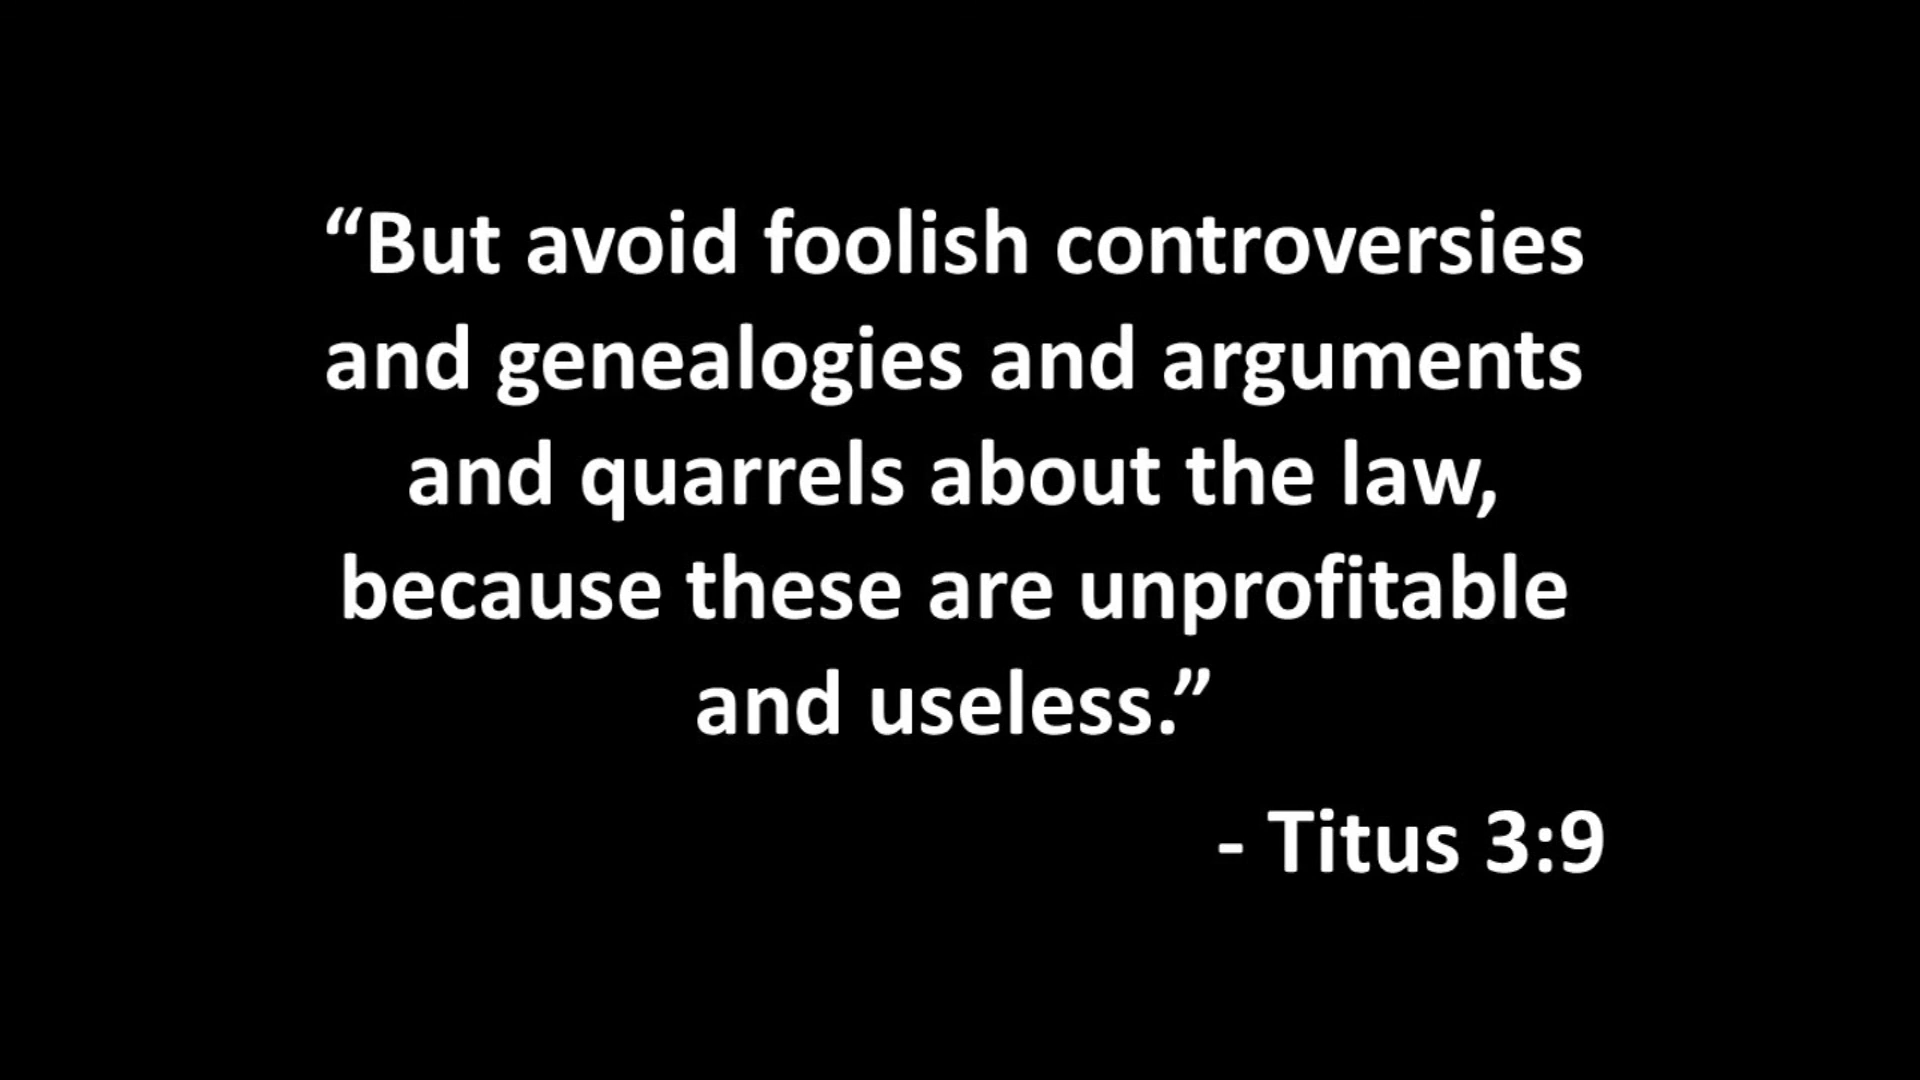 “But avoid foolish controversies
and genealogies and arguments
and quarrels about the law,
because these are unprofitable
and useless.”
- Titus 3:9